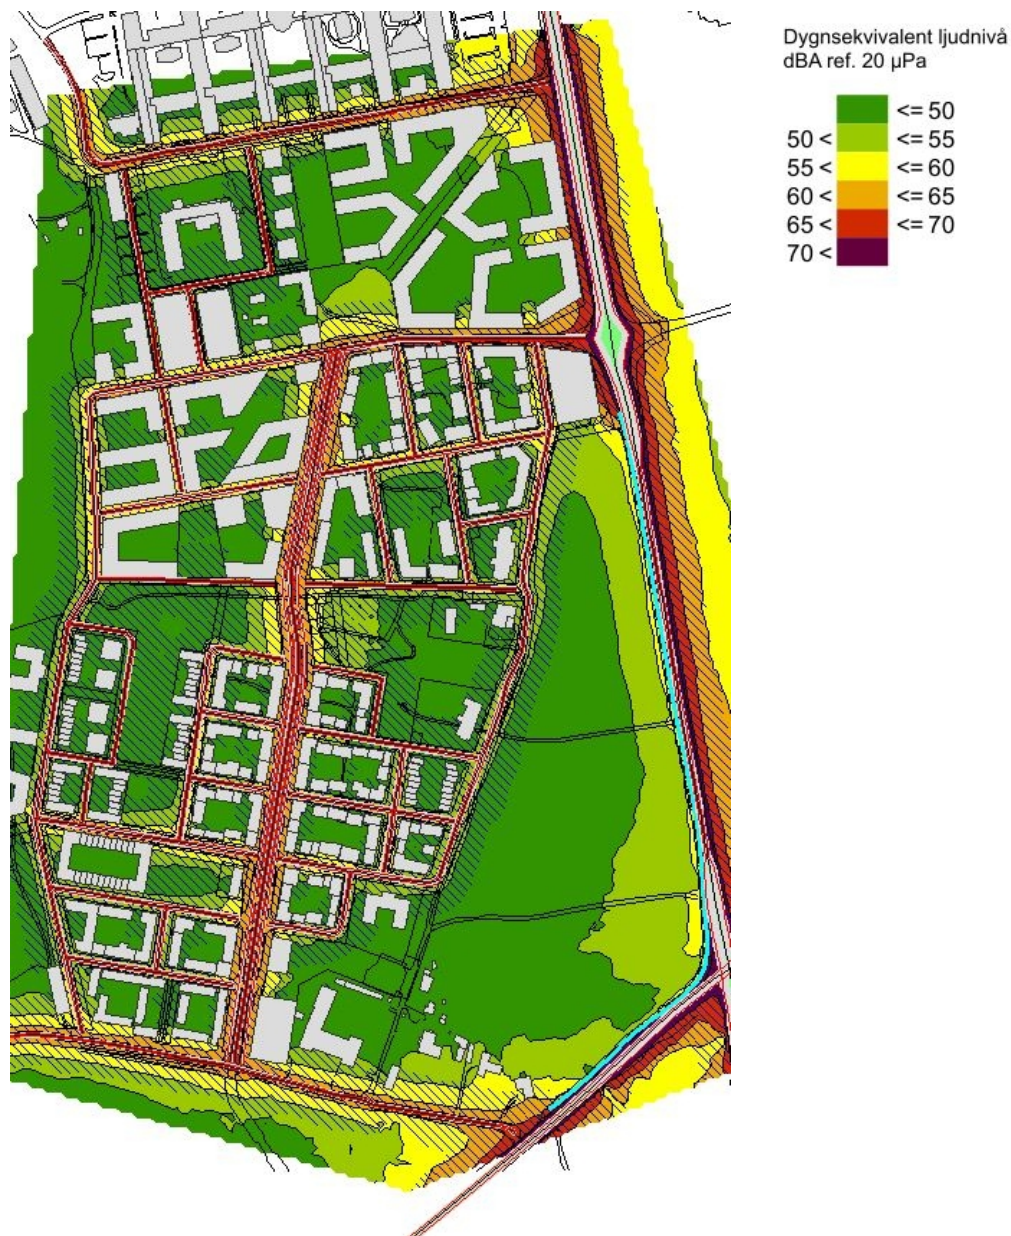 Dygnsekvivalent ljudnivå
dBA ref. 20 µPa
<= 50
50 < <= 55
55 < <= 60
60 < <= 65
65 < <= 70
70 <